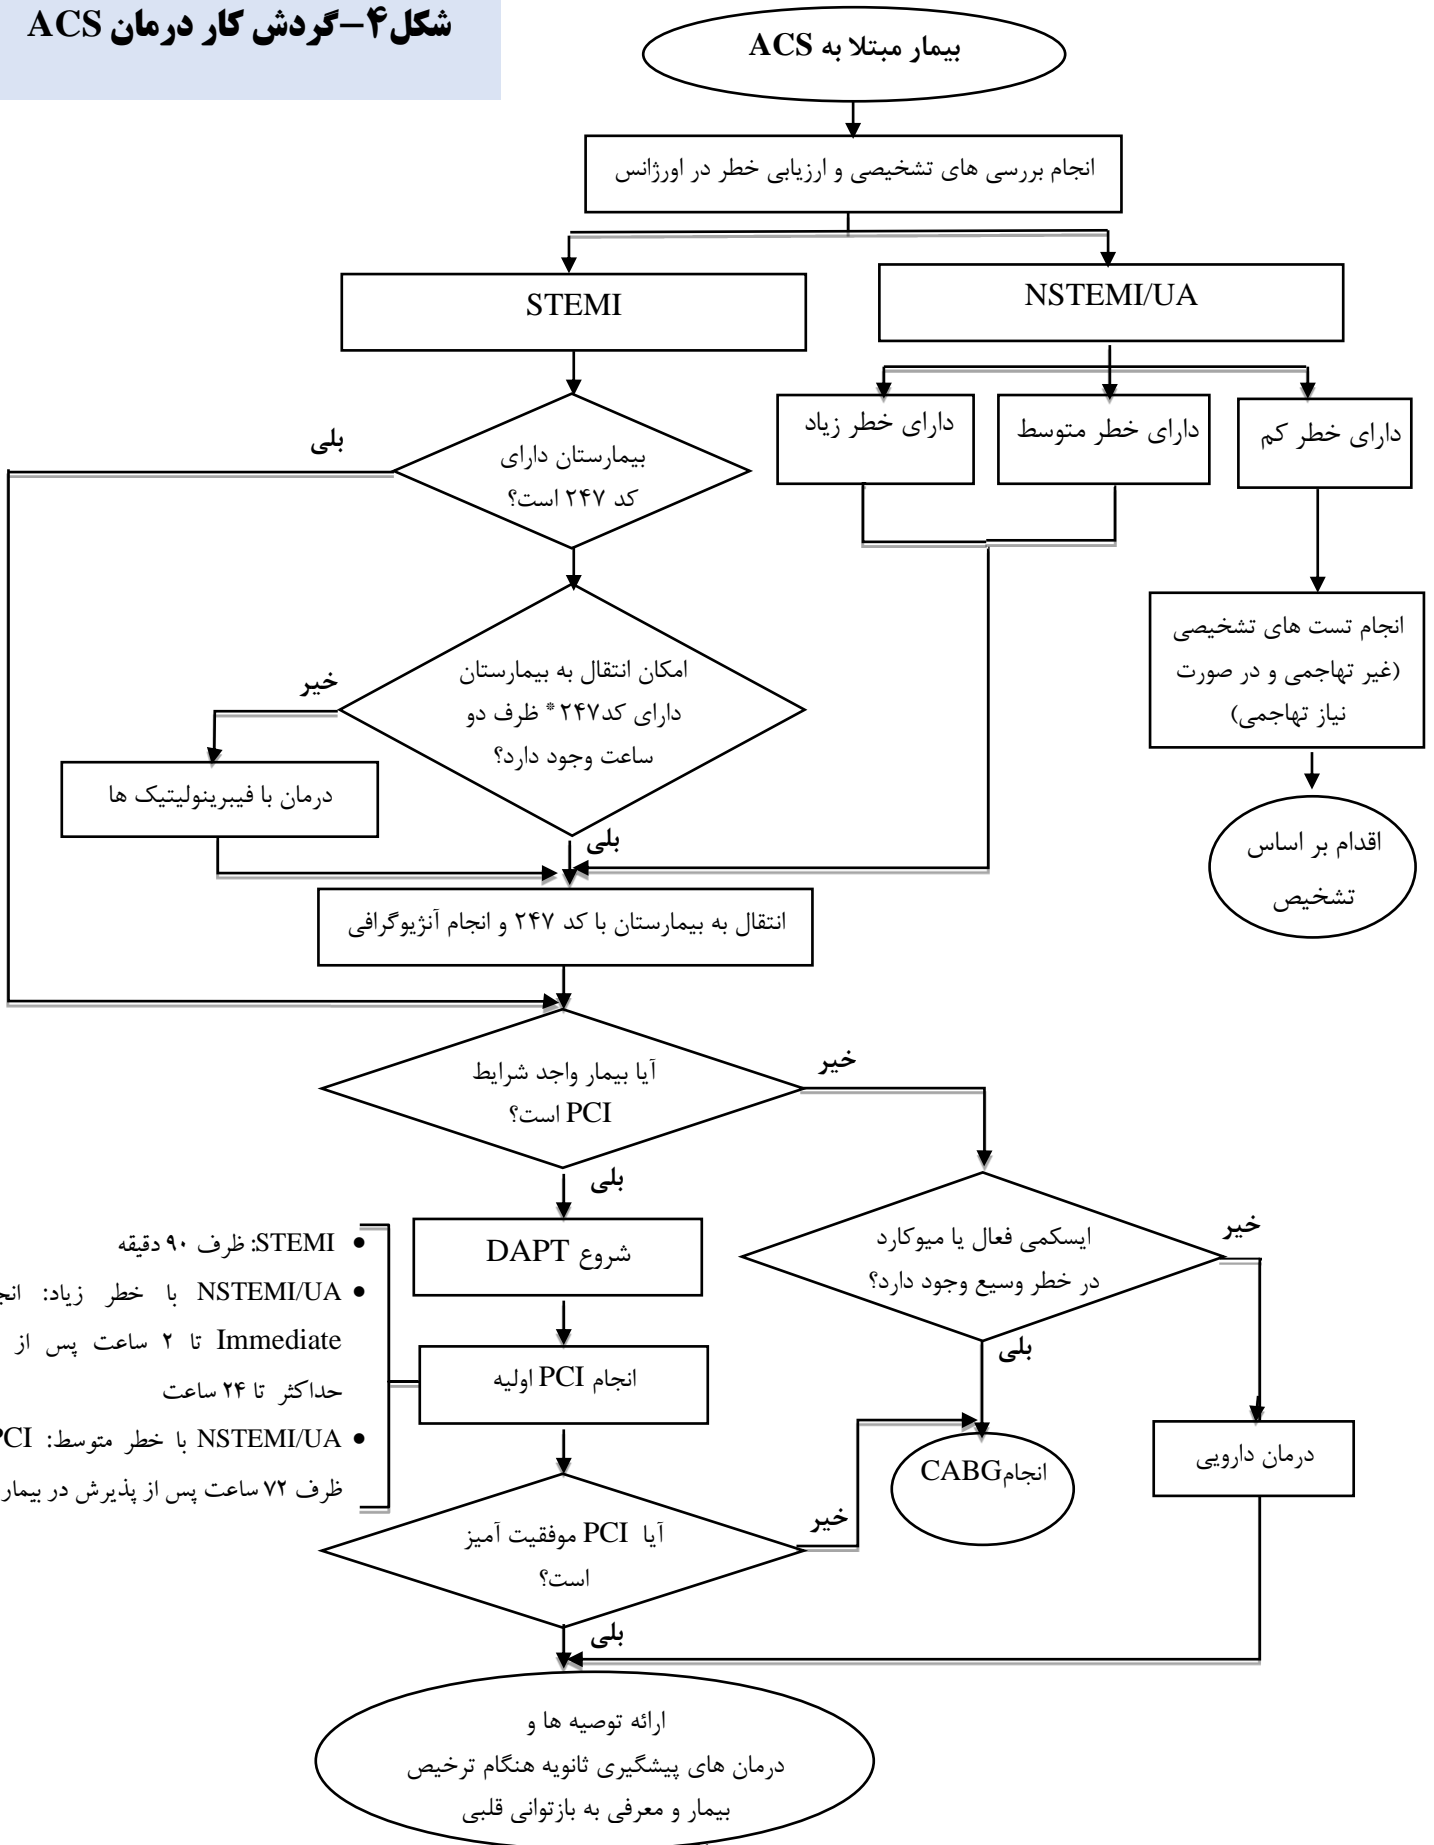 شکل۴-گردش کار درمان ACS
بیمار مبتلا به ACS
انجام بررسی های تشخیصی و ارزیابی خطر در اورژانس
STEMI
NSTEMI/UA
دارای خطر زیاد
دارای خطر متوسط
دارای خطر کم
بلی
بیمارستان دارای
کد ۲۴۷ است؟
خیر
امکان انتقال به بیمارستان
دارای کد۲۴۷* ظرف دو
ساعت وجود دارد؟
انجام تست های تشخیصی
(غیر تهاجمی و در صورت
نیاز تهاجمی)
درمان با فیبرینولیتیک ها
بلی
اقدام بر اساس
تشخیص
انتقال به بیمارستان با کد ۲۴۷ و انجام آنژیوگرافی
آیا بیمار واجد شرایط
PCI است؟
خیر
بلی
ایسکمی فعال یا میوکارد
در خطر وسیع وجود دارد؟
خیر
بلی
شروع DAPT
انجام PCI اولیه
• STEMI: ظرف ۹۰ دقیقه
• NSTEMI/UA با خطر زیاد:
Immediate تا ۲ ساعت پس از
حداکثر تا ۲۴ ساعت
• NSTEMI/UA با خطر متوسط: PCI
ظرف ۷۲ ساعت پس از پذیرش در
انجامCABG
درمان دارویی
آیا PCI موفقیت آمیز
است؟
خیر
بلی
ارائه توصیه ها و
درمان های پیشگیری ثانویه هنگام ترخیص
بیمار و معرفی به بازتوانی قلبی